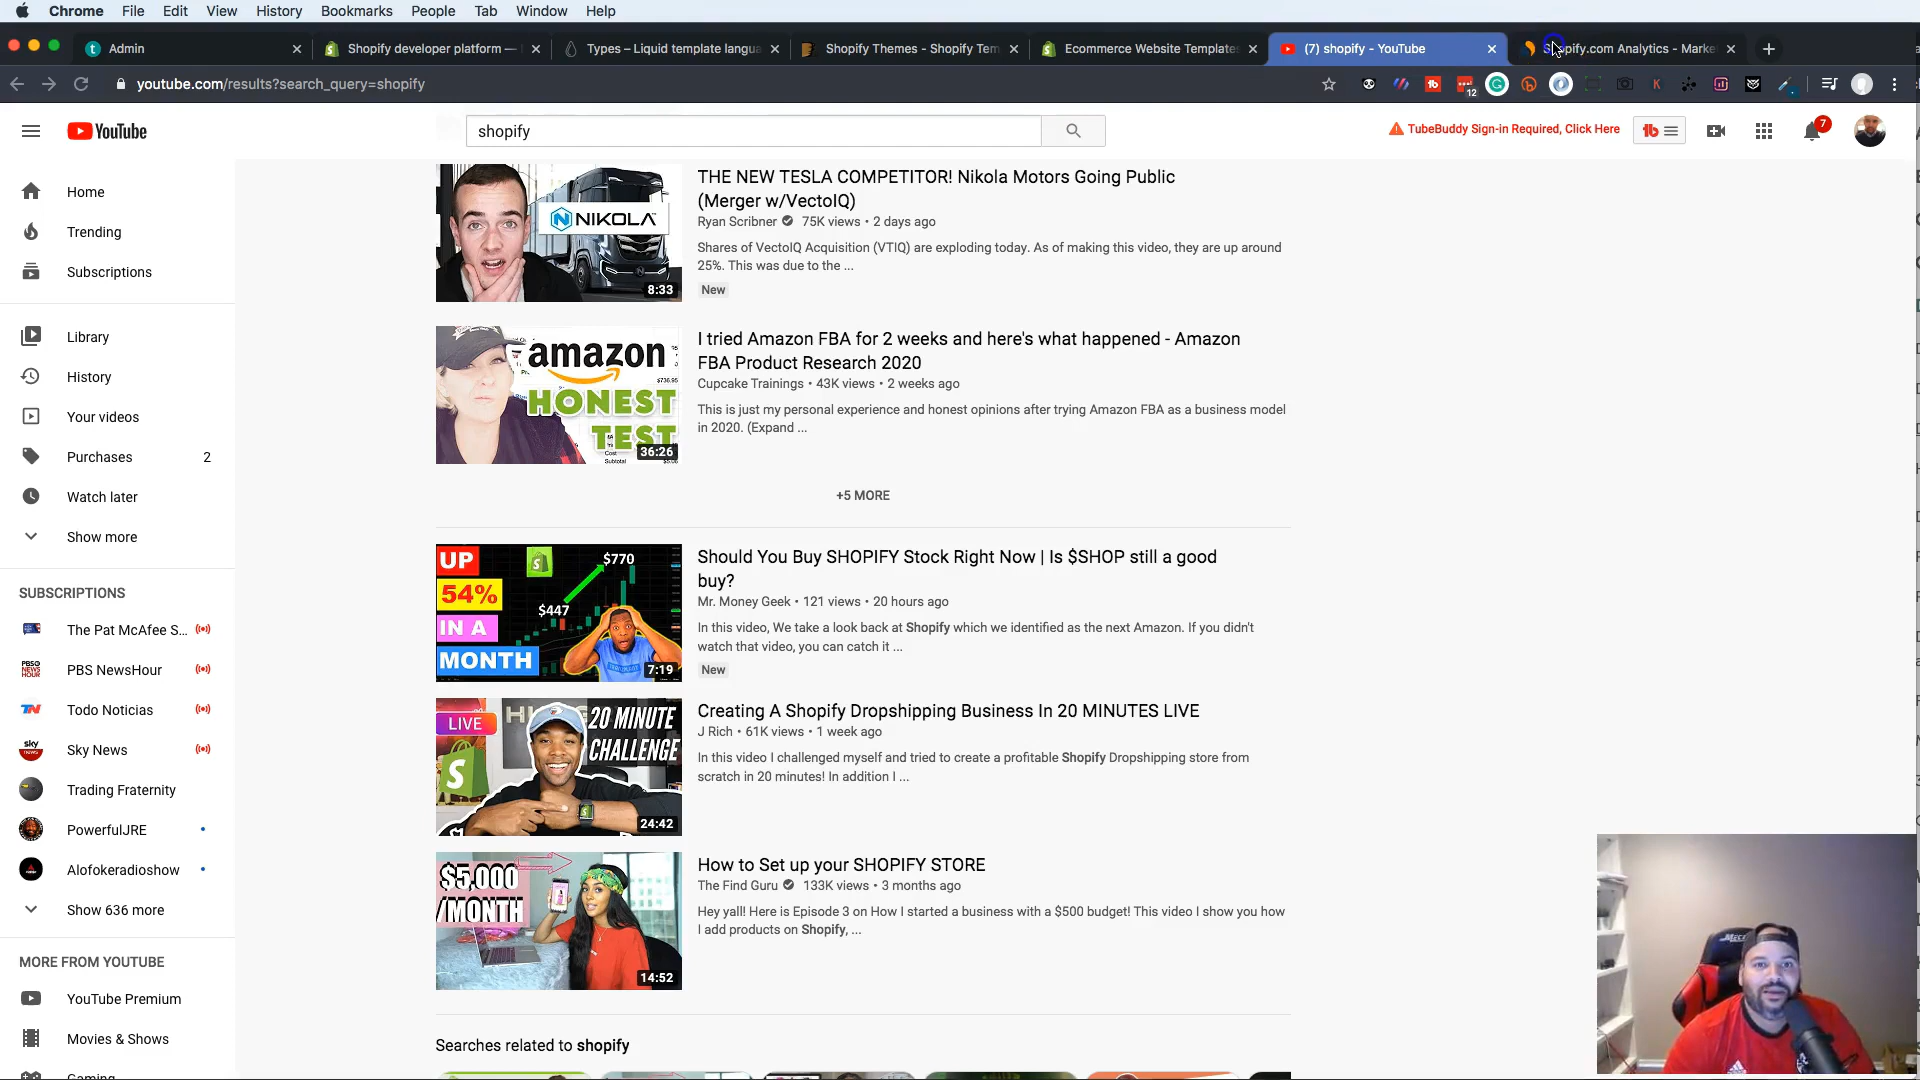 Chrome File Edit View History Bookmarks People Tab Window Help
Admin Shopify developer platform — Types – Liquid template langua Shopify Themes - Shopify Tem Ecommerce Website Template (7) shopify - YouTube Shopify.com Analytics - Marke
youtube.com/results?search_query=shopify
12
YouTube
shopify
TubeBuddy Sign-in Required, Click Here
7
Home
Trending
Subscriptions
Library
History
Your videos
Purchases 2
Watch later
Show more
SUBSCRIPTIONS
The Pat McAfee S...
PBS NewsHour
Todo Noticias
Sky News
Trading Fraternity
PowerfulJRE
Alofokeradioshow
Show 636 more
MORE FROM YOUTUBE
YouTube Premium
Movies & Shows
Gaming
NIKOLA
8:33
THE NEW TESLA COMPETITOR! Nikola Motors Going Public
(Merger w/VectoIQ)
Ryan Scribner 75K views • 2 days ago
Shares of VectoIQ Acquisition (VTIQ) are exploding today. As of making this video, they are up around
25%. This was due to the ...
New
amazon
HONEST
TEST
36:26
I tried Amazon FBA for 2 weeks and here's what happened - Amazon
FBA Product Research 2020
Cupcake Trainings • 43K views • 2 weeks ago
This is just my personal experience and honest opinions after trying Amazon FBA as a business model
in 2020. (Expand ...
+5 MORE
UP
54%
IN A
MONTH
$770
$447
7:19
Should You Buy SHOPIFY Stock Right Now | Is $SHOP still a good
buy?
Mr. Money Geek • 121 views • 20 hours ago
In this video, We take a look back at Shopify which we identified as the next Amazon. If you didn't
watch that video, you can catch it ...
New
LIVE
20 MINUTE
CHALLENGE
24:42
Creating A Shopify Dropshipping Business In 20 MINUTES LIVE
J Rich • 61K views • 1 week ago
In this video I challenged myself and tried to create a profitable Shopify Dropshipping store from
scratch in 20 minutes! In addition I ...
$5,000
/MONTH
14:52
How to Set up your SHOPIFY STORE
The Find Guru 133K views • 3 months ago
Hey yall! Here is Episode 3 on How I started a business with a $500 budget! This video I show you how
I add products on Shopify, ...
Searches related to shopify